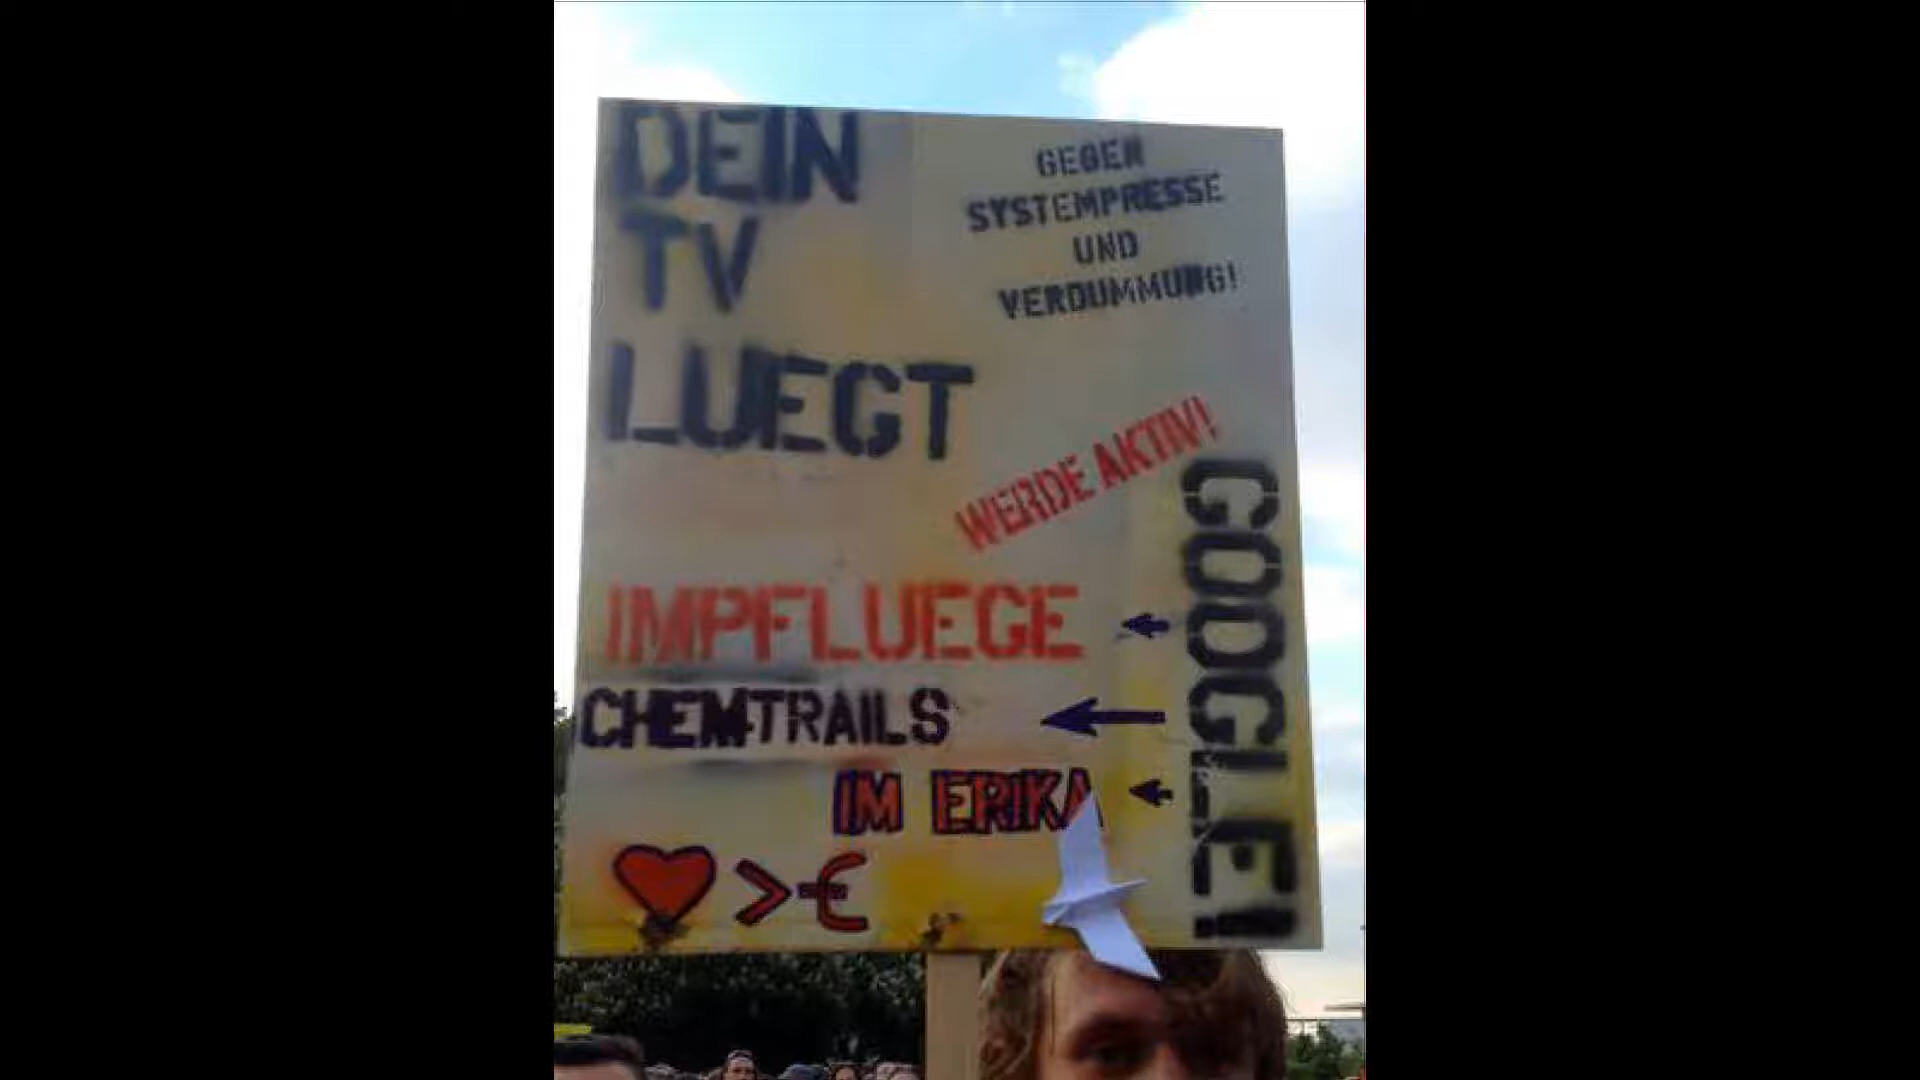 DEIN
TV
LUEGT
GEGEN
SYSTEMPRESSE
UND
VERDUMMUNG!
WERDE AKTIV!
GOOGLE!
IMPFLUEGE
CHEMTRAILS
IM ERIKA
♥>€